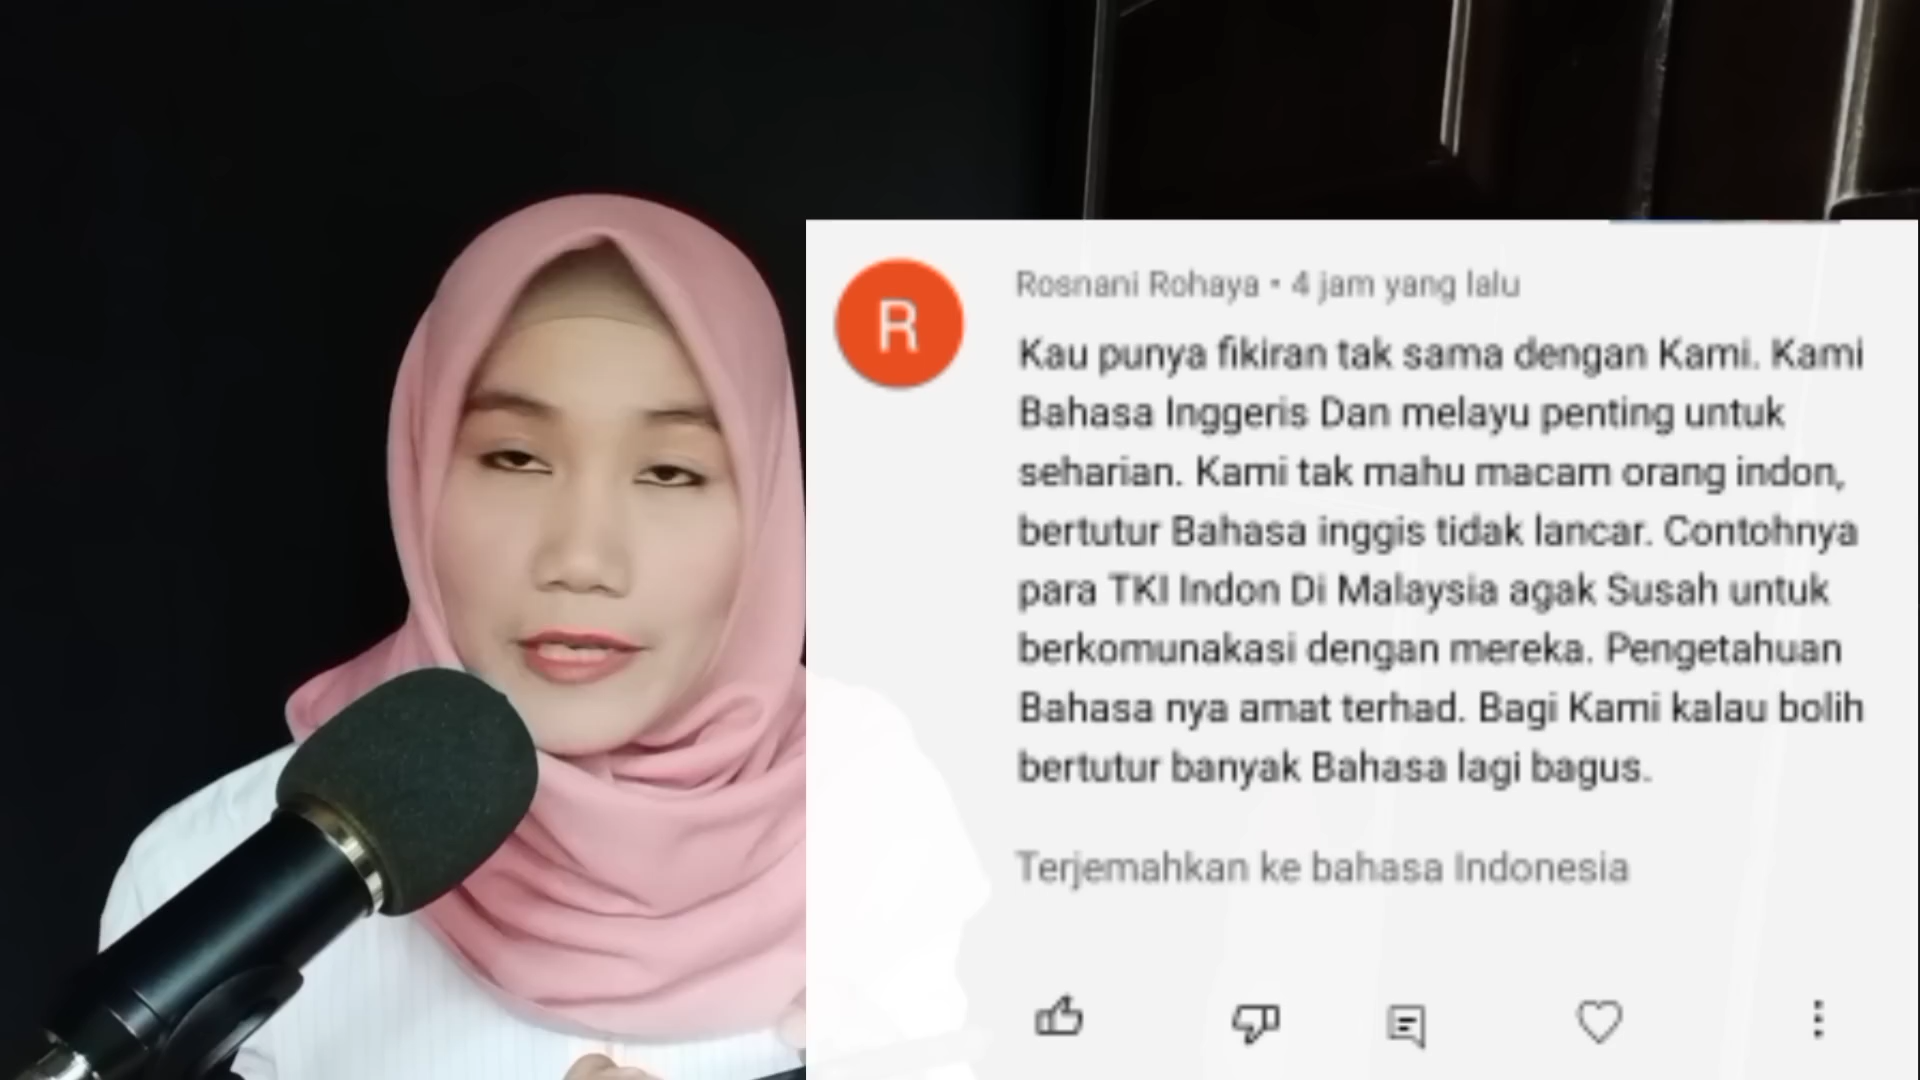 R
Rosnani Rohaya • 4 jam yang lalu
Kau punya fikiran tak sama dengan Kami. Kami
Bahasa Inggeris Dan melayu penting untuk
seharian. Kami tak mahu macam orang indon,
bertutur Bahasa inggis tidak lancar. Contohnya
para TKI Indon Di Malaysia agak Susah untuk
berkomunakasi dengan mereka. Pengetahuan
Bahasa nya amat terhad. Bagi Kami kalau bolih
bertutur banyak Bahasa lagi bagus.
Terjemahkan ke bahasa Indonesia